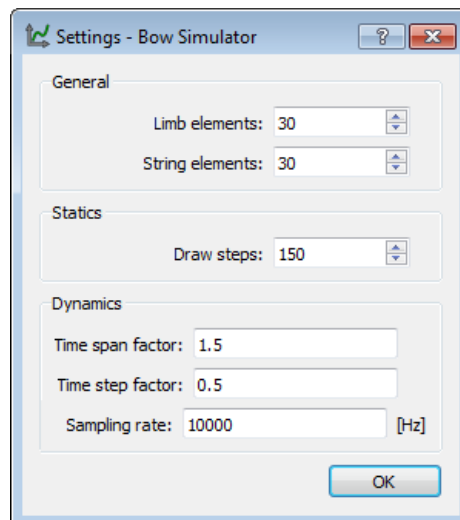 Settings - Bow Simulator
General
Limb elements: 30
String elements: 30
Statics
Draw steps: 150
Dynamics
Time span factor: 1.5
Time step factor: 0.5
Sampling rate: 10000 [Hz]
OK